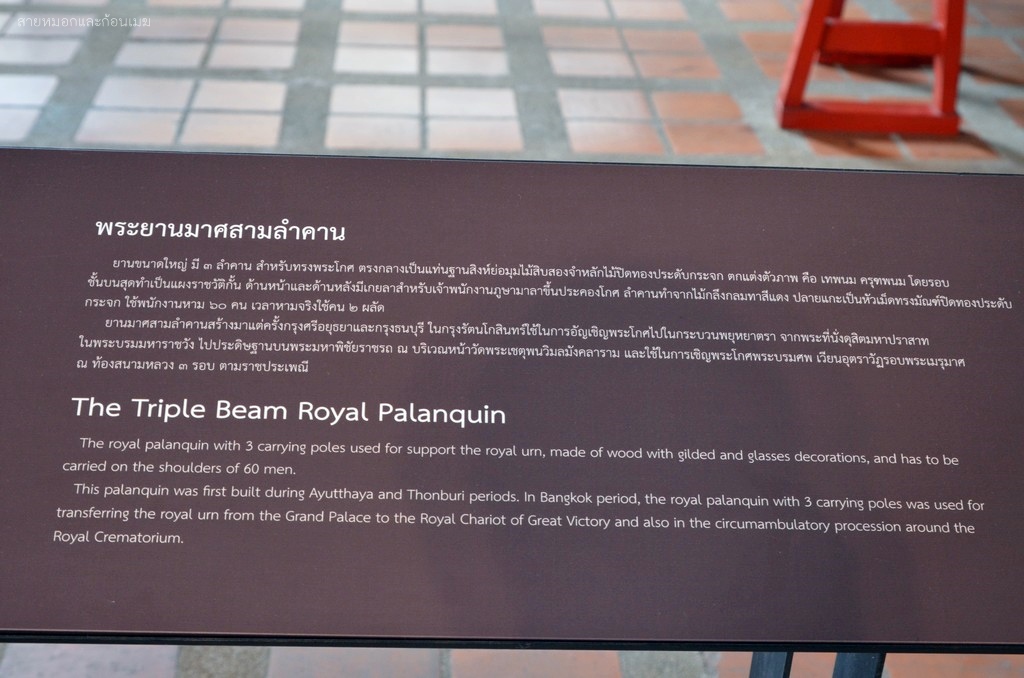 สายหมอกและก้อนเมฆ
พระยานมาศสามลำคาน
ยานขนาดใหญ่ มี ๓ ลำคาน สำหรับทรงพระโกศ ตรงกลางเป็นแท่นฐานสิงห์ย่อมุมไม้สิบสองจำหลักไม้ปิดทองประดับกระจก ตกแต่งตัวภาพ คือ เทพนม ครุฑพนม โดยรอบ
ชั้นบนสุดทำเป็นแผงราชวัติกั้น ด้านหน้าและด้านหลังมีเกยลาสำหรับเจ้าพนักงานภูษามาลาขึ้นประคองโกศ ลำคานทำจากไม้กลึงกลมทาสีแดง ปลายแกะเป็นหัวเม็ดทรงมัณฑ์ปิดทองประดับ
กระจก ใช้พนักงานหาม ๖๐ คน เวลาหามจริงใช้คน ๒ ผลัด
ยานมาศสามลำคานสร้างมาแต่ครั้งกรุงศรีอยุธยาและกรุงธนบุรี ในกรุงรัตนโกสินทร์ใช้ในการอัญเชิญพระโกศไปในกระบวนพยุหยาตรา จากพระที่นั่งดุสิตมหาปราสาท
ในพระบรมมหาราชวัง ไปประดิษฐานบนพระมหาพิชัยราชรถ ณ บริเวณหน้าวัดพระเชตุพนวิมลมังคลาราม และใช้ในการเชิญพระโกศพระบรมศพ เวียนอุตราวัฏรอบพระเมรุมาศ
ณ ท้องสนามหลวง ๓ รอบ ตามราชประเพณี
The Triple Beam Royal Palanquin
The royal palanquin with 3 carrying poles used for support the royal urn, made of wood with gilded and glasses decorations, and has to be
carried on the shoulders of 60 men.
This palanquin was first built during Ayutthaya and Thonburi periods. In Bangkok period, the royal palanquin with 3 carrying poles was used for
transferring the royal urn from the Grand Palace to the Royal Chariot of Great Victory and also in the circumambulatory procession around the
Royal Crematorium.